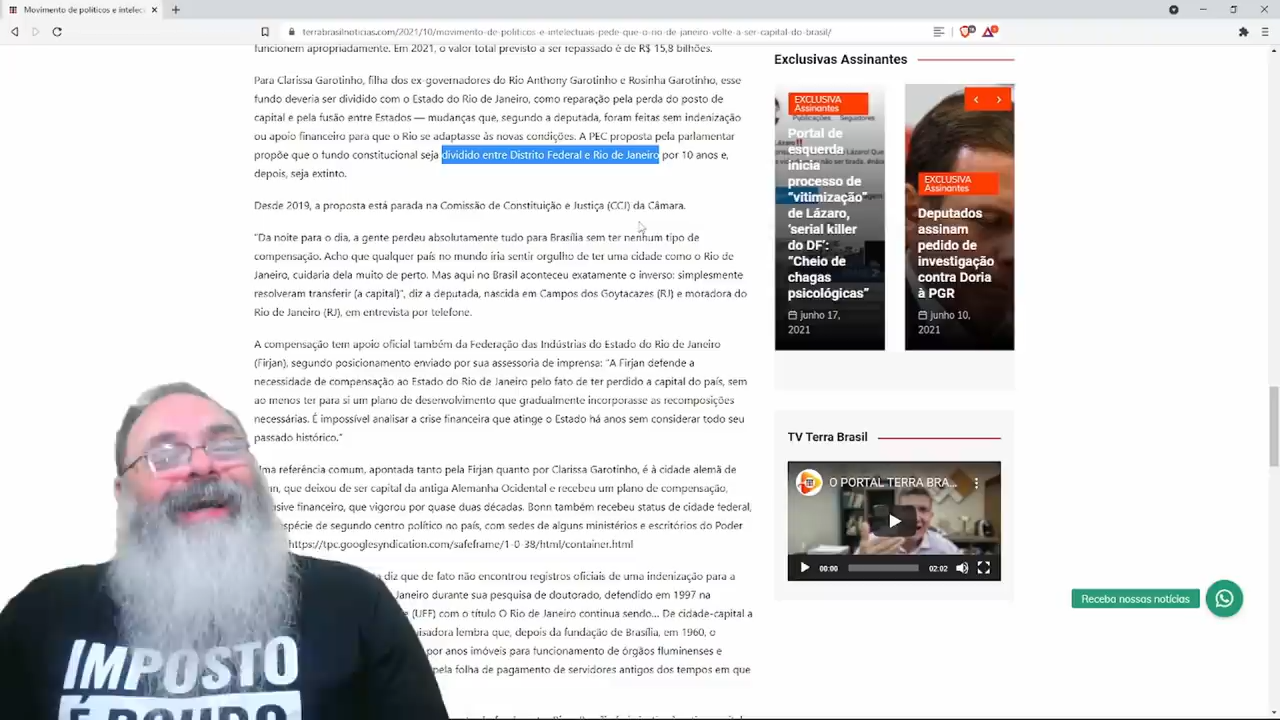 Movimento de políticos e intelec
terrabrasilnoticias.com/2021/10/movimento-de-politicos-e-intelectuais-pede-que-o-rio-de-janeiro-volte-a-ser-capital-do-brasil/
funcionem apropriadamente. Em 2021, o valor total previsto a ser repassado é de R$ 15,8 bilhões.
Para Clarissa Garotinho, filha dos ex-governadores do Rio Anthony Garotinho e Rosinha Garotinho, esse
fundo deveria ser dividido com o Estado do Rio de Janeiro, como reparação pela perda do posto de
capital e pela fusão entre Estados — mudanças que, segundo a deputada, foram feitas sem indenização
ou apoio financeiro para que o Rio se adaptasse às novas condições. A PEC proposta pela parlamentar
propõe que o fundo constitucional seja dividido entre Distrito Federal e Rio de Janeiro por 10 anos e,
depois, seja extinto.
Desde 2019, a proposta está parada na Comissão de Constituição e Justiça (CCJ) da Câmara.
“Da noite para o dia, a gente perdeu absolutamente tudo para Brasília sem ter nenhum tipo de
compensação. Acho que qualquer país no mundo iria sentir orgulho de ter uma cidade como o Rio de
Janeiro, cuidaria dela muito de perto. Mas aqui no Brasil aconteceu exatamente o inverso: simplesmente
resolveram transferir (a capital)”, diz a deputada, nascida em Campos dos Goytacazes (RJ) e moradora do
Rio de Janeiro (RJ), em entrevista por telefone.
A compensação tem apoio oficial também da Federação das Indústrias do Estado do Rio de Janeiro
(Firjan), segundo posicionamento enviado por sua assessoria de imprensa: “A Firjan defende a
necessidade de compensação ao Estado do Rio de Janeiro pelo fato de ter perdido a capital do país, sem
ao menos ter para si um plano de desenvolvimento que gradualmente incorporasse as recomposições
necessárias. É impossível analisar a crise financeira que atinge o Estado há anos sem considerar todo seu
passado histórico.”
ma referência comum, apontada tanto pela Firjan quanto por Clarissa Garotinho, é à cidade alemã de
nn, que deixou de ser capital da antiga Alemanha Ocidental e recebeu um plano de compensação,
usive financeiro, que vigorou por quase duas décadas. Bonn também recebeu status de cidade federal,
spécie de segundo centro político no país, com sedes de alguns ministérios e escritórios do Poder
https://tpc.googlesyndication.com/safeframe/1-0-38/html/container.html
a diz que de fato não encontrou registros oficiais de uma indenização para a
Janeiro durante sua pesquisa de doutorado, defendido em 1997 na
(UFF) com o título O Rio de Janeiro continua sendo... De cidade-capital a
isadora lembra que, depois da fundação de Brasília, em 1960, o
por anos imóveis para funcionamento de órgãos fluminenses e
pela folha de pagamento de servidores antigos dos tempos em que
Exclusivas Assinantes
EXCLUSIVA
Assinantes
Portal de
esquerda
inicia
processo de
“vitimização”
de Lázaro,
‘serial killer
do DF’:
“Cheio de
chagas
psicológicas”
junho 17,
2021
EXCLUSIVA
Assinantes
Deputados
assinam
pedido de
investigação
contra Doria
à PGR
junho 10,
2021
TV Terra Brasil
O PORTAL TERRA BRA...
00:00
02:02
Receba nossas notícias
IMPOSTO
É ROUBO